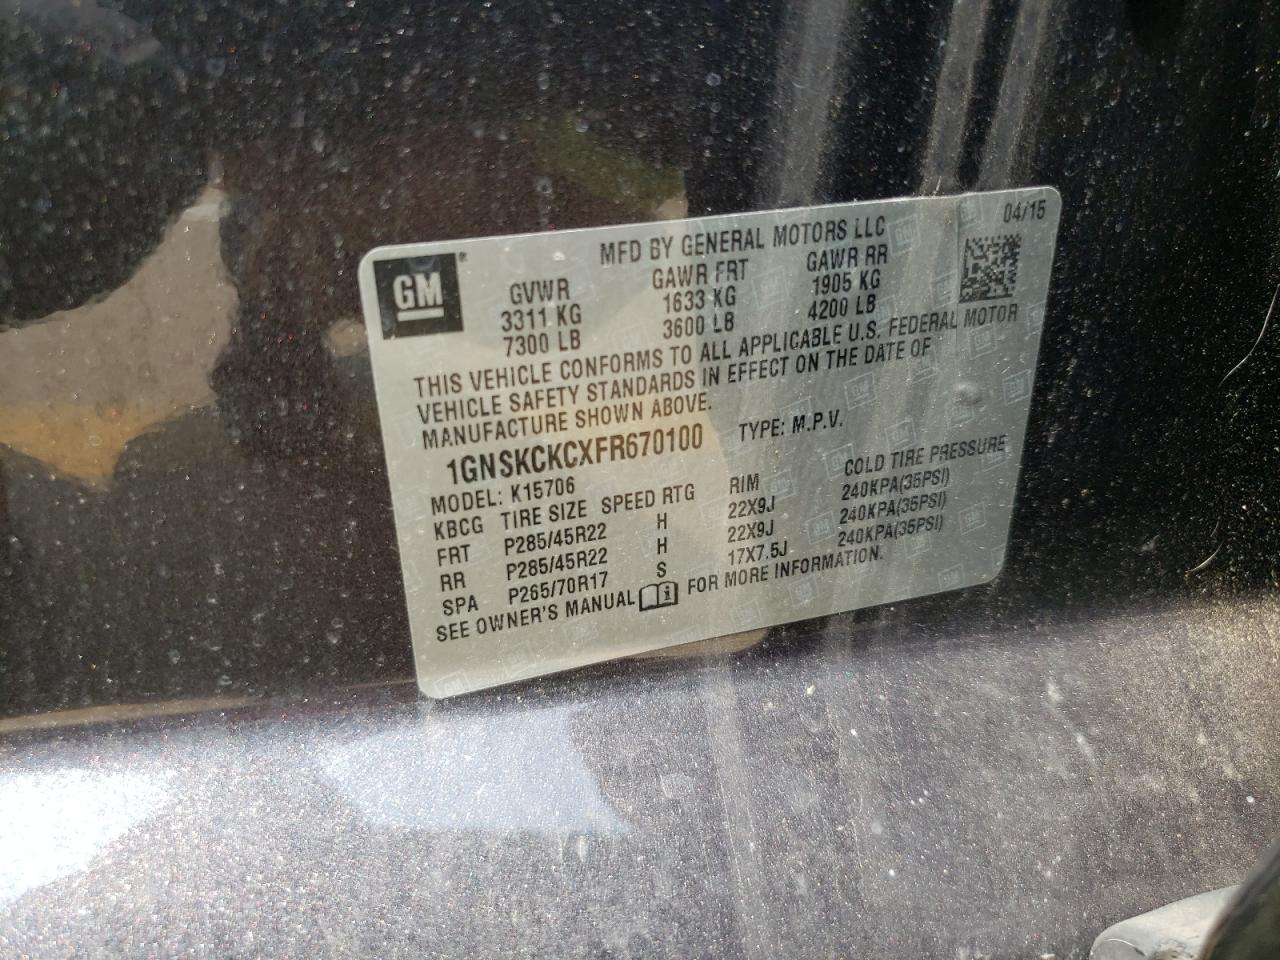 GM ®
MFD BY GENERAL MOTORS LLC 04/15
GVWR GAWR FRT GAWR RR
3311 KG 1633 KG 1905 KG
7300 LB 3600 LB 4200 LB
THIS VEHICLE CONFORMS TO ALL APPLICABLE U.S. FEDERAL MOTOR
VEHICLE SAFETY STANDARDS IN EFFECT ON THE DATE OF
MANUFACTURE SHOWN ABOVE.
1GNSKCKCXFR670100 TYPE: M.P.V.
MODEL: K15706
KBCG TIRE SIZE SPEED RTG RIM COLD TIRE PRESSURE
FRT P285/45R22 H 22X9J 240KPA(35PSI)
RR P285/45R22 H 22X9J 240KPA(35PSI)
SPA P265/70R17 S 17X7.5J 240KPA(35PSI)
SEE OWNER'S MANUAL FOR MORE INFORMATION.